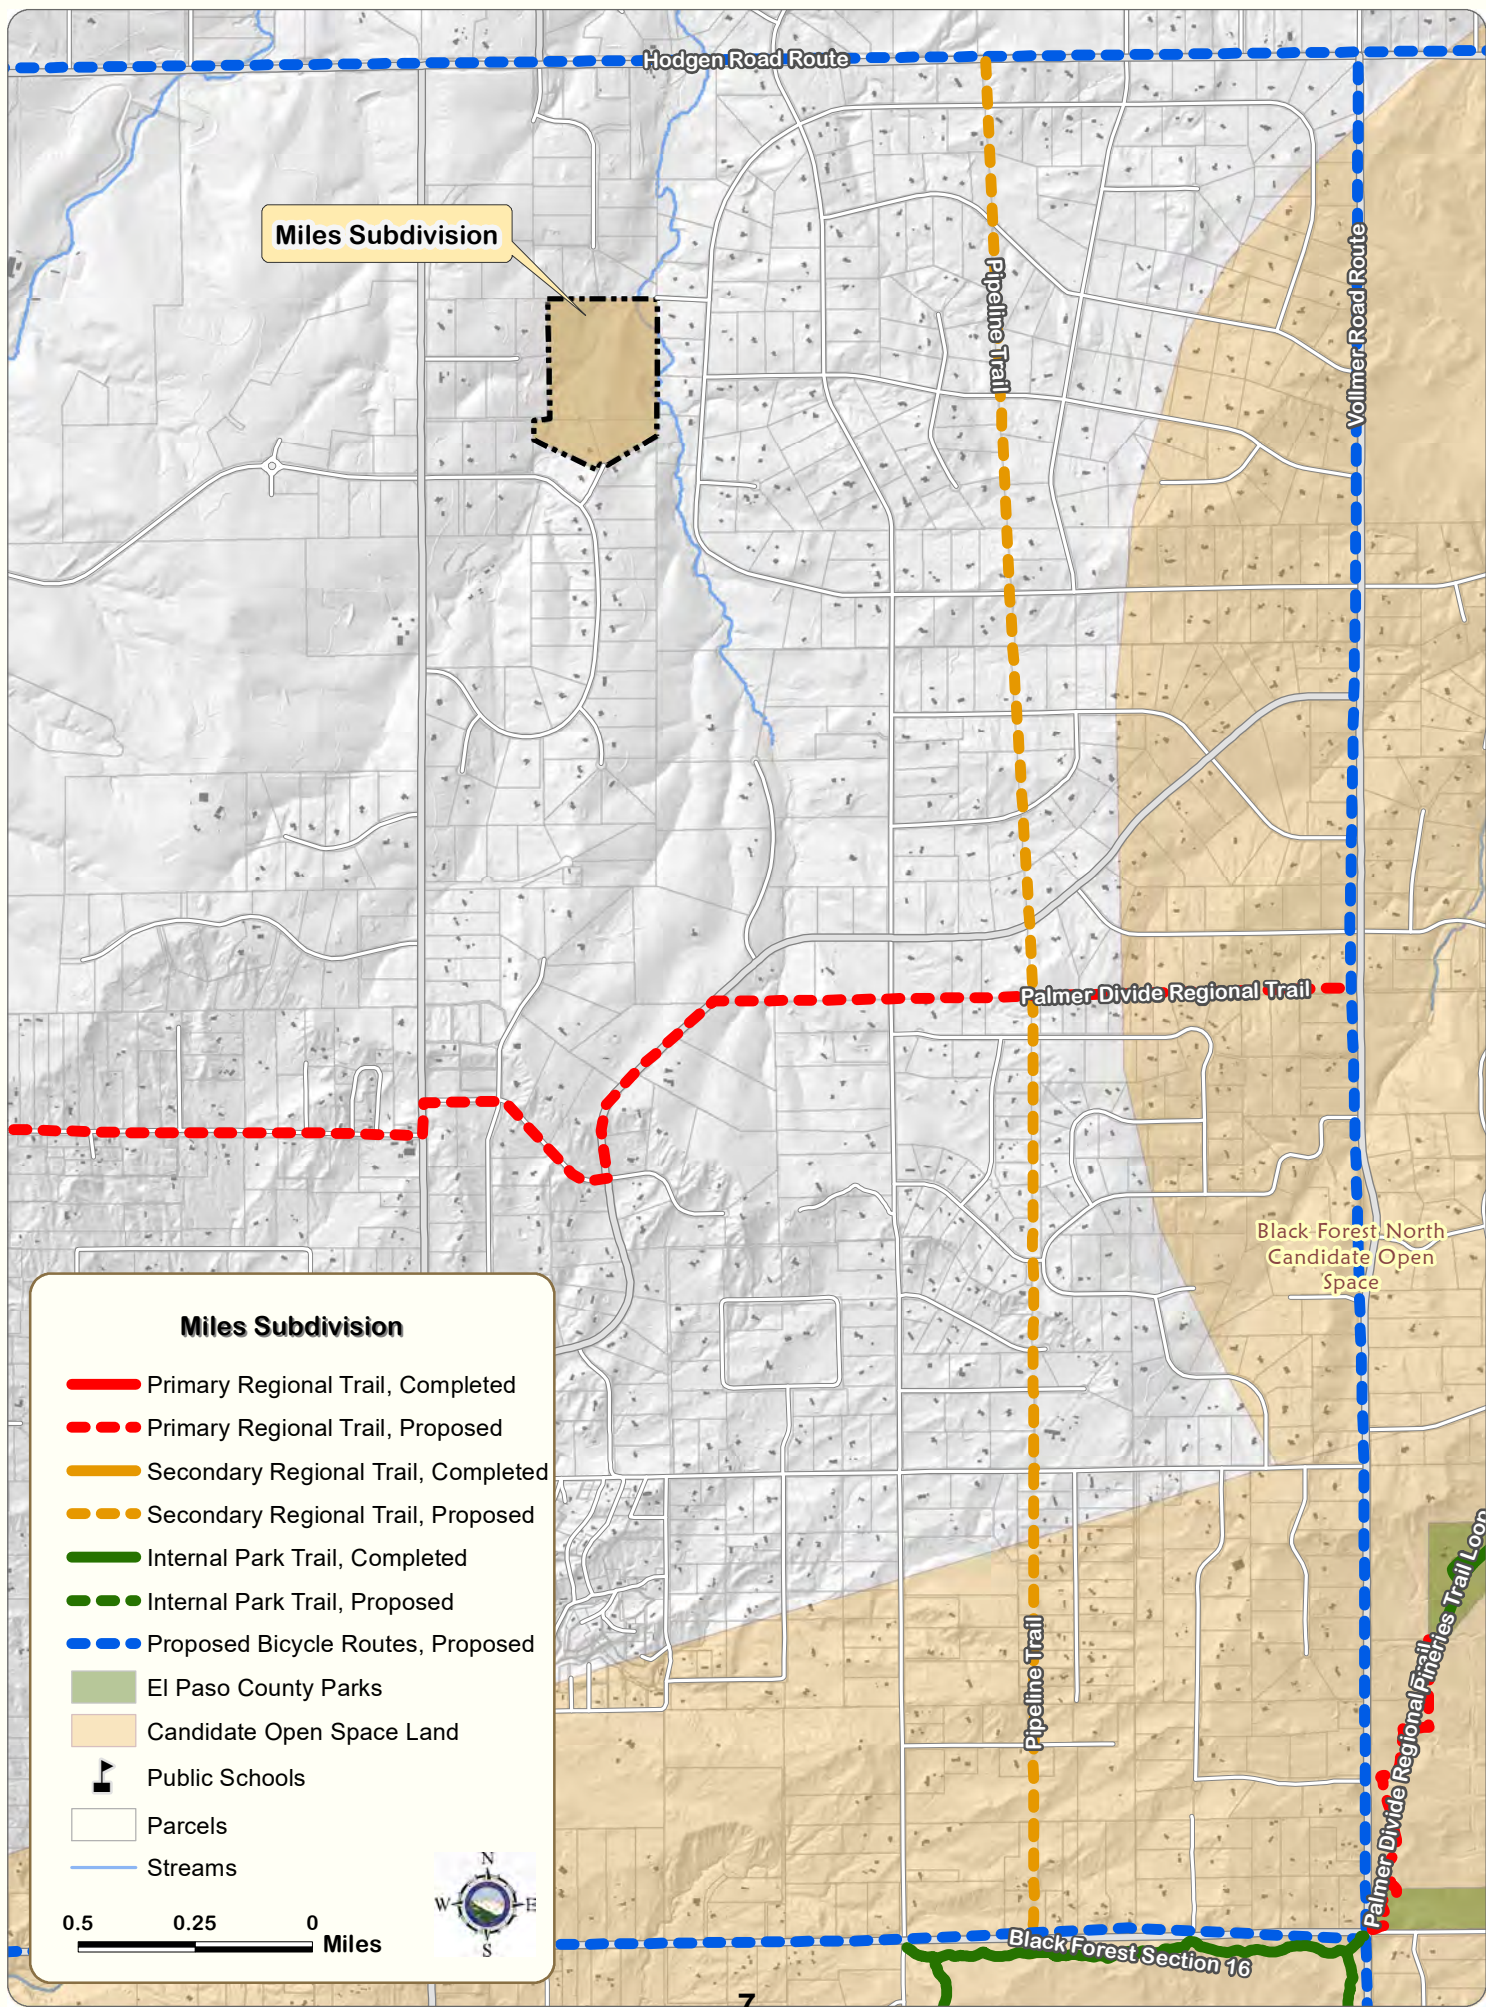 Hodgen Road Route
Miles Subdivision
Pipeline Trail
Vollmer Road Route
Palmer Divide Regional Trail
Black Forest North
Candidate Open
Space
Miles Subdivision
Primary Regional Trail, Completed
Primary Regional Trail, Proposed
Secondary Regional Trail, Completed
Secondary Regional Trail, Proposed
Internal Park Trail, Completed
Internal Park Trail, Proposed
Proposed Bicycle Routes, Proposed
El Paso County Parks
Candidate Open Space Land
Public Schools
Parcels
Streams
N
W
E
S
0.5 0.25 0
Miles
Pipeline Trail
Pineries Trail Loop
Palmer Divide Regional Trail
Black Forest Section 16
7